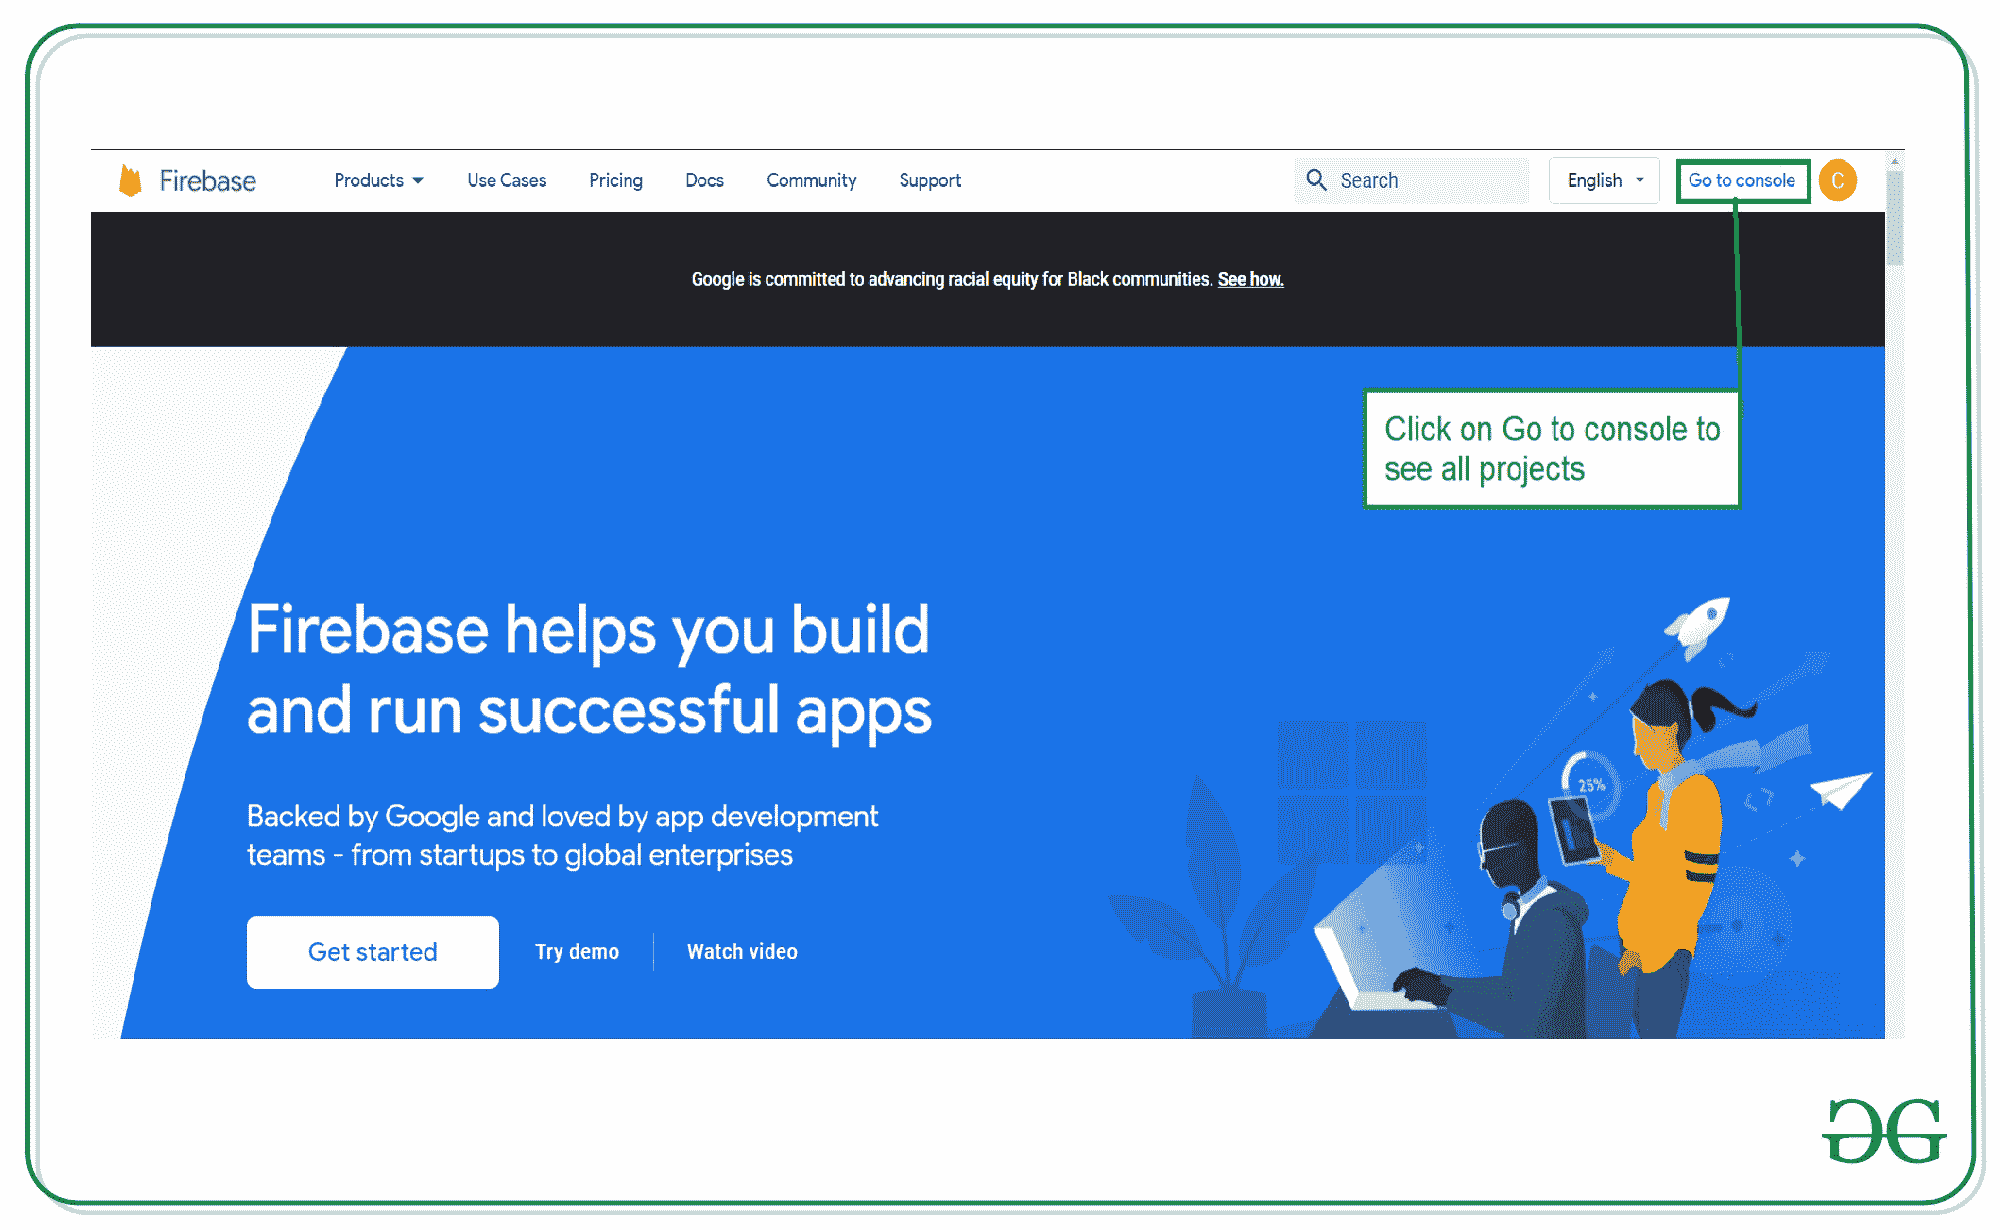 Firebase
Products
Use Cases
Pricing
Docs
Community
Support
Search
English
Go to console
C
Google is committed to advancing racial equity for Black communities. See how.
Click on Go to console to
see all projects
Firebase helps you build
and run successful apps
25%
Backed by Google and loved by app development
teams - from startups to global enterprises
Get started
Try demo
Watch video